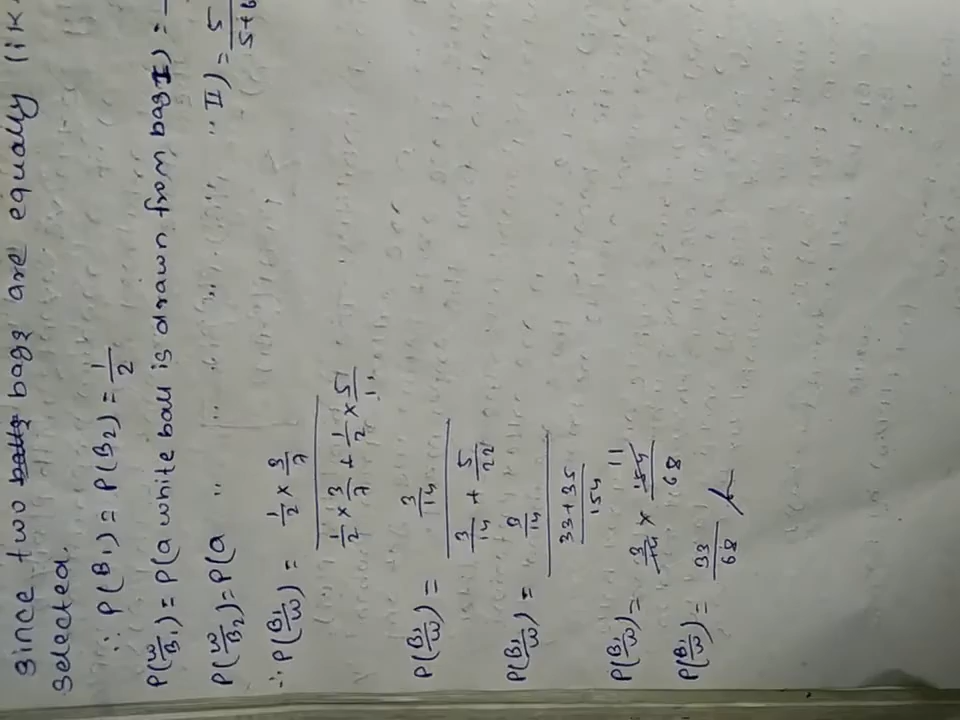 Since two bags are equally
selected.
∴ P(B1) = P(B2) = 1/2
P(W/B1) = P(a white ball is drawn from bag I) =
P(W/B2) = P(a " " " " II) = 5/5+6
∴ P(B1/W) = (1/2 × 3/7) / (1/2 × 3/7 + 1/2 × 5/11)
P(B1/W) = (3/14) / (3/14 + 5/22)
P(B1/W) = (3/14) / ((33+35)/154)
P(B1/W) = 3/14 × 154/68 11
P(B1/W) = 33/68